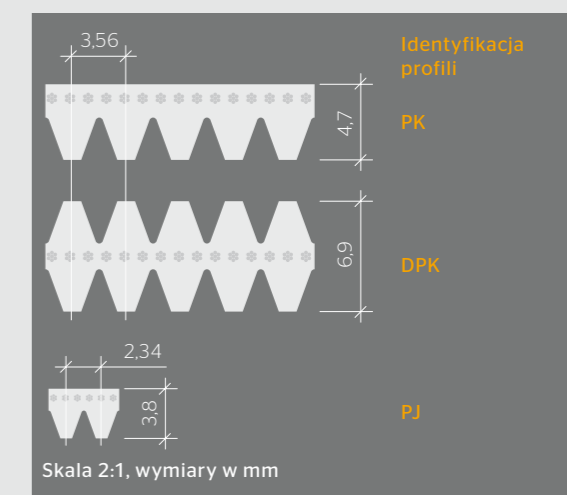 3,56
Identyfikacja
profili
4,7
PK
6,9
DPK
2,34
3,8
PJ
Skala 2:1, wymiary w mm